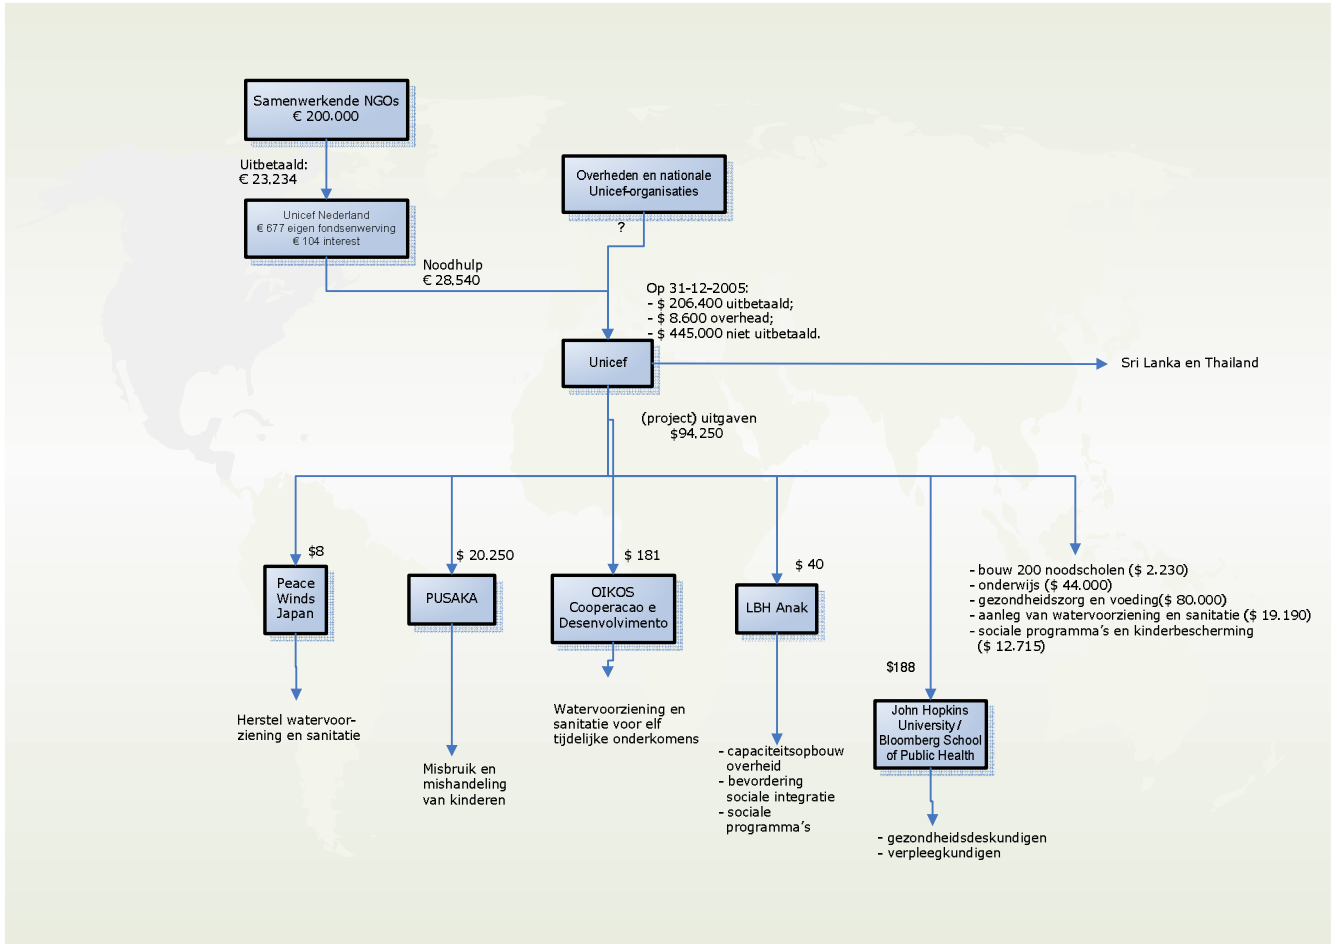 Samenwerkende NGOs
€ 200.000
Uitbetaald:
€ 23,234
Unicef Nederland
€ 677 eigen fondsenwerving
€ 104 interest
Overheden en nationale
Unicef-organisaties
?
Noodhulp
€ 28,540
Op 31-12-2005:
- $ 206.400 uitbetaald;
- $ 8.600 overhead;
- $ 445.000 niet uitbetaald.
Unicef
Sri Lanka en Thailand
(project) uitgaven
$94.250
$8
Peace
Winds
Japan
Herstel watervoor-
ziening en sanitatie
$ 20.250
PUSAKA
Misbruik en
mishandeling
van kinderen
$ 181
OIKOS
Cooperacao e
Desenvolvimento
Watervoorziening en
sanitatie voor elf
tijdelijke onderkomens
$ 40
LBH Anak
- capaciteitsopbouw
overheid
- bevordering
sociale integratie
- sociale
programma's
$188
John Hopkins
University/
Bloomberg School
of Public Health
- gezondheidsdeskundigen
- verpleegkundigen
- bouw 200 noodscholen ($ 2.230)
- onderwijs ($ 44.000)
- gezondheidszorg en voeding($ 80.000)
- aanleg van watervoorziening en sanitatie ($ 19.190)
- sociale programma's en kinderbescherming
($ 12.715)